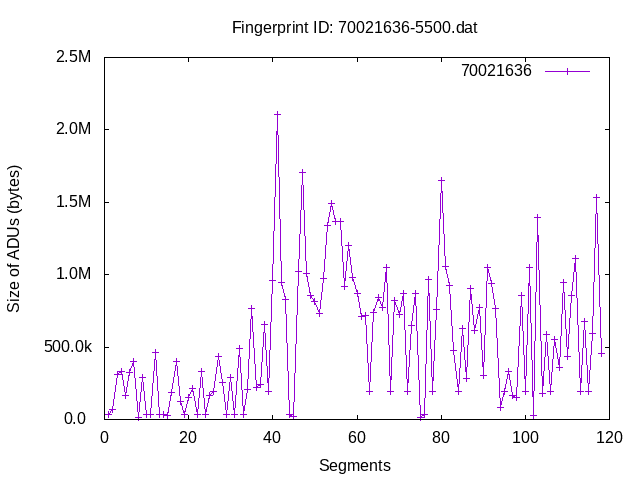 Fingerprint ID: 70021636-5500.dat
70021636
Size of ADUs (bytes)
2.5M
2.0M
1.5M
1.0M
500.0k
0.0
0 20 40 60 80 100 120
Segments